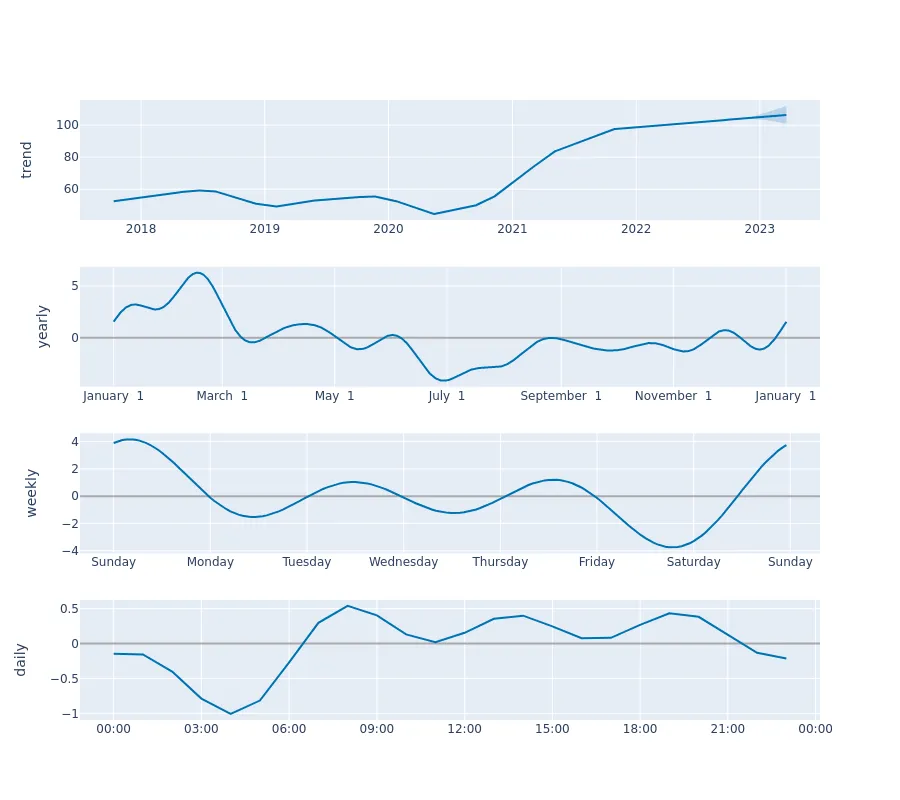 trend
100
80
60
2018 2019 2020 2021 2022 2023
yearly
5
0
January 1 March 1 May 1 July 1 September 1 November 1 January 1
weekly
4
2
0
−2
−4
Sunday Monday Tuesday Wednesday Thursday Friday Saturday Sunday
daily
0.5
0
−0.5
−1
00:00 03:00 06:00 09:00 12:00 15:00 18:00 21:00 00:00